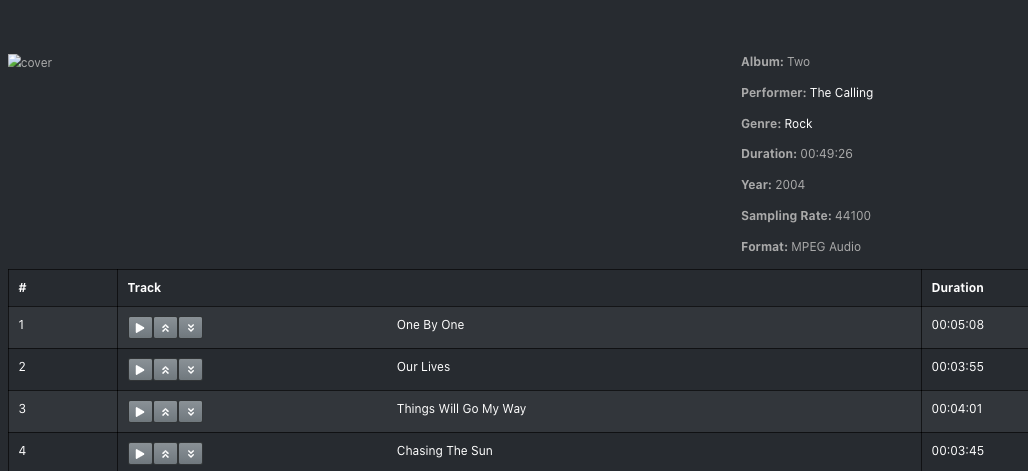 cover
Album: Two
Performer: The Calling
Genre: Rock
Duration: 00:49:26
Year: 2004
Sampling Rate: 44100
Format: MPEG Audio
# Track Duration
1 One By One 00:05:08
2 Our Lives 00:03:55
3 Things Will Go My Way 00:04:01
4 Chasing The Sun 00:03:45